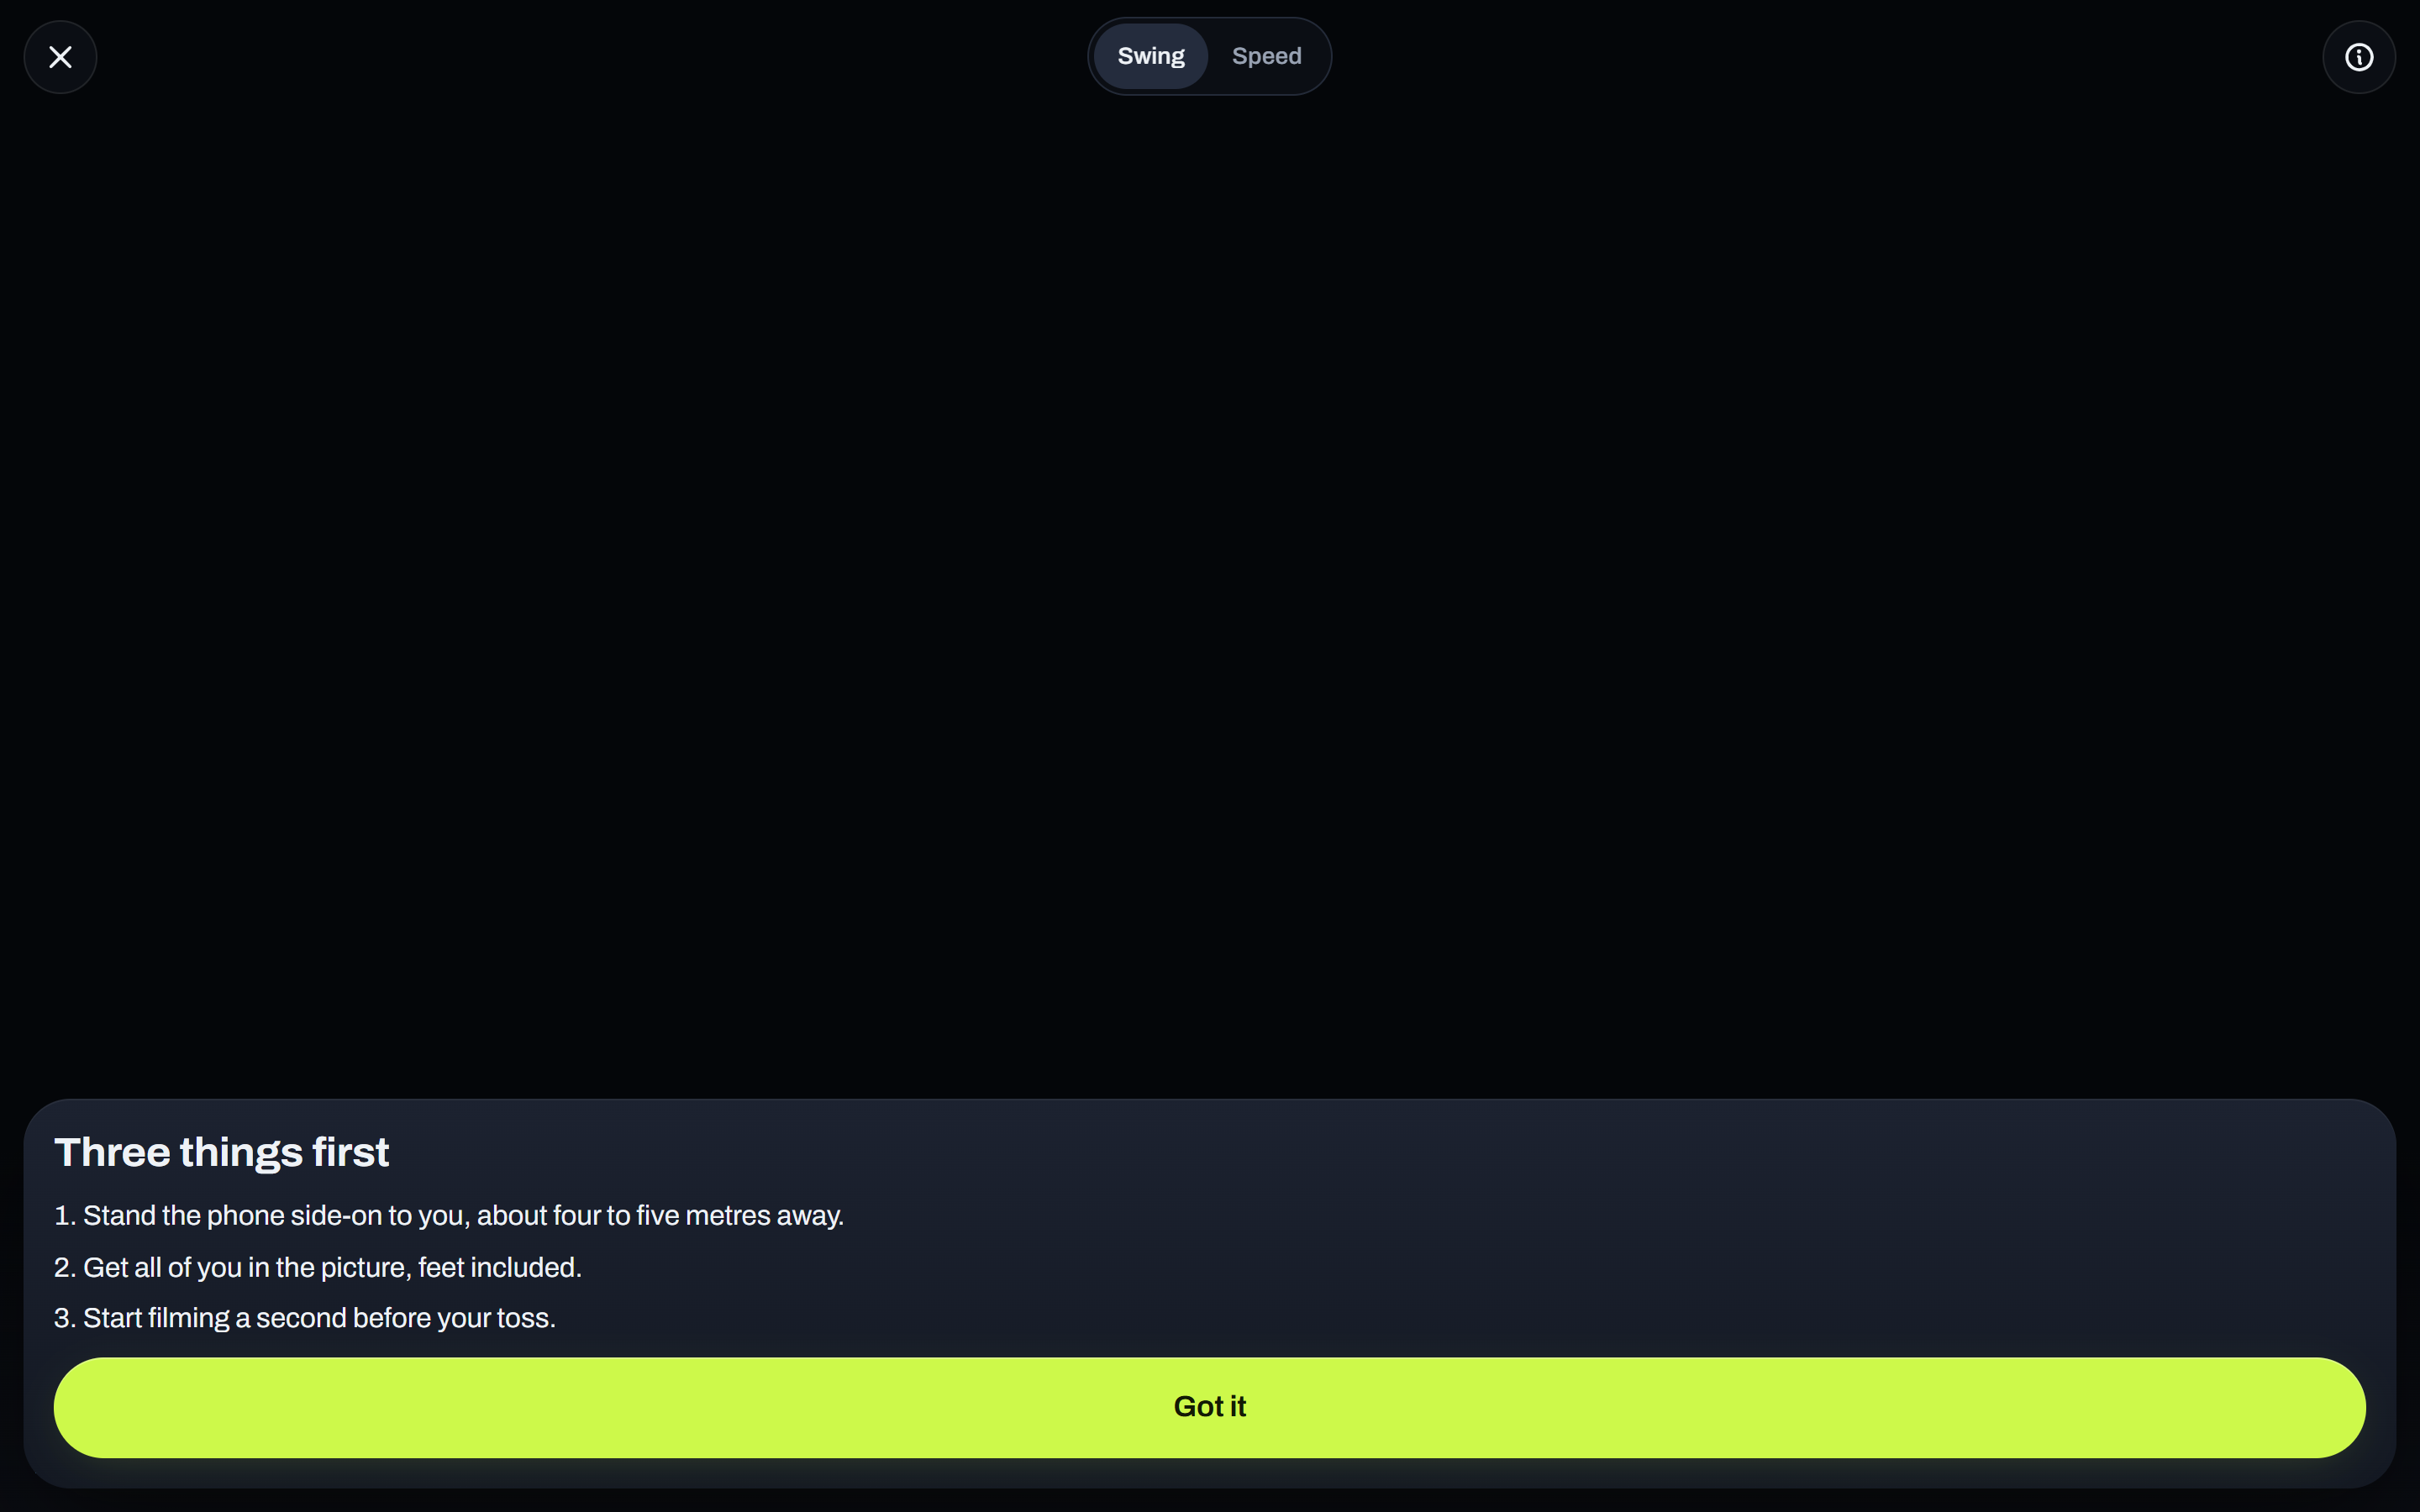 Swing Speed
Three things first
1. Stand the phone side-on to you, about four to five metres away.
2. Get all of you in the picture, feet included.
3. Start filming a second before your toss.
Got it